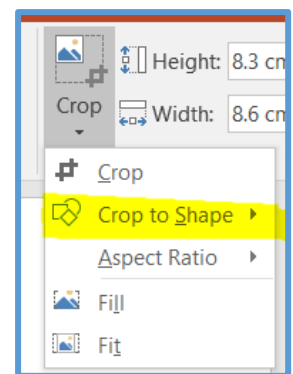 Height: 8.3 cm
Crop
Width: 8.6 cm
Crop
Crop to Shape
Aspect Ratio
Fill
Fit